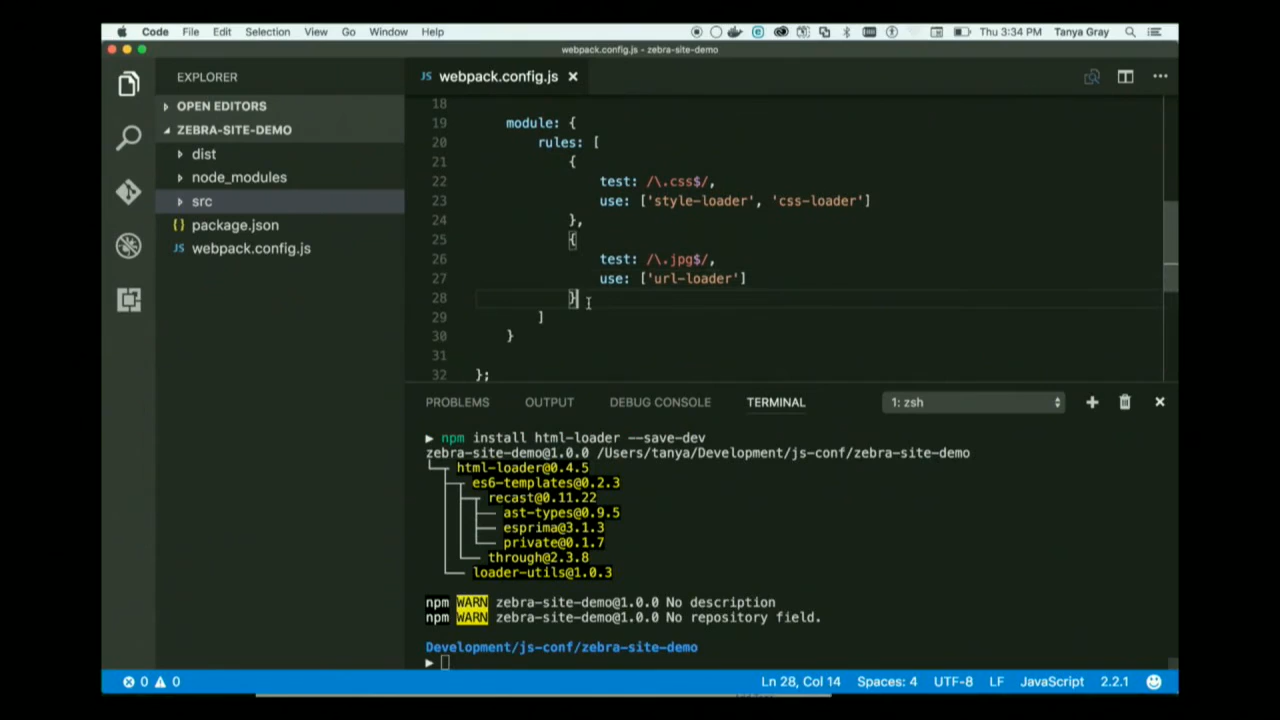 Code File Edit Selection View Go Window Help Thu 3:34 PM Tanya Gray
webpack.config.js - zebra-site-demo
EXPLORER
OPEN EDITORS
ZEBRA-SITE-DEMO
dist
node_modules
src
{} package.json
JS webpack.config.js
JS webpack.config.js ×
18
19 module: {
20 rules: [
21 {
22 test: /\.css$/,
23 use: ['style-loader', 'css-loader']
24 },
25 {
26 test: /\.jpg$/,
27 use: ['url-loader']
28 }
29 ]
30 }
31
32 };
PROBLEMS OUTPUT DEBUG CONSOLE TERMINAL 1: zsh
npm install html-loader --save-dev
zebra-site-demo@1.0.0 /Users/tanya/Development/js-conf/zebra-site-demo
html-loader@0.4.5
es6-templates@0.2.3
recast@0.11.22
ast-types@0.9.5
esprima@3.1.3
private@0.1.7
through@2.3.8
loader-utils@1.0.3
npm WARN zebra-site-demo@1.0.0 No description
npm WARN zebra-site-demo@1.0.0 No repository field.
Development/js-conf/zebra-site-demo
0 0 Ln 28, Col 14 Spaces: 4 UTF-8 LF JavaScript 2.2.1